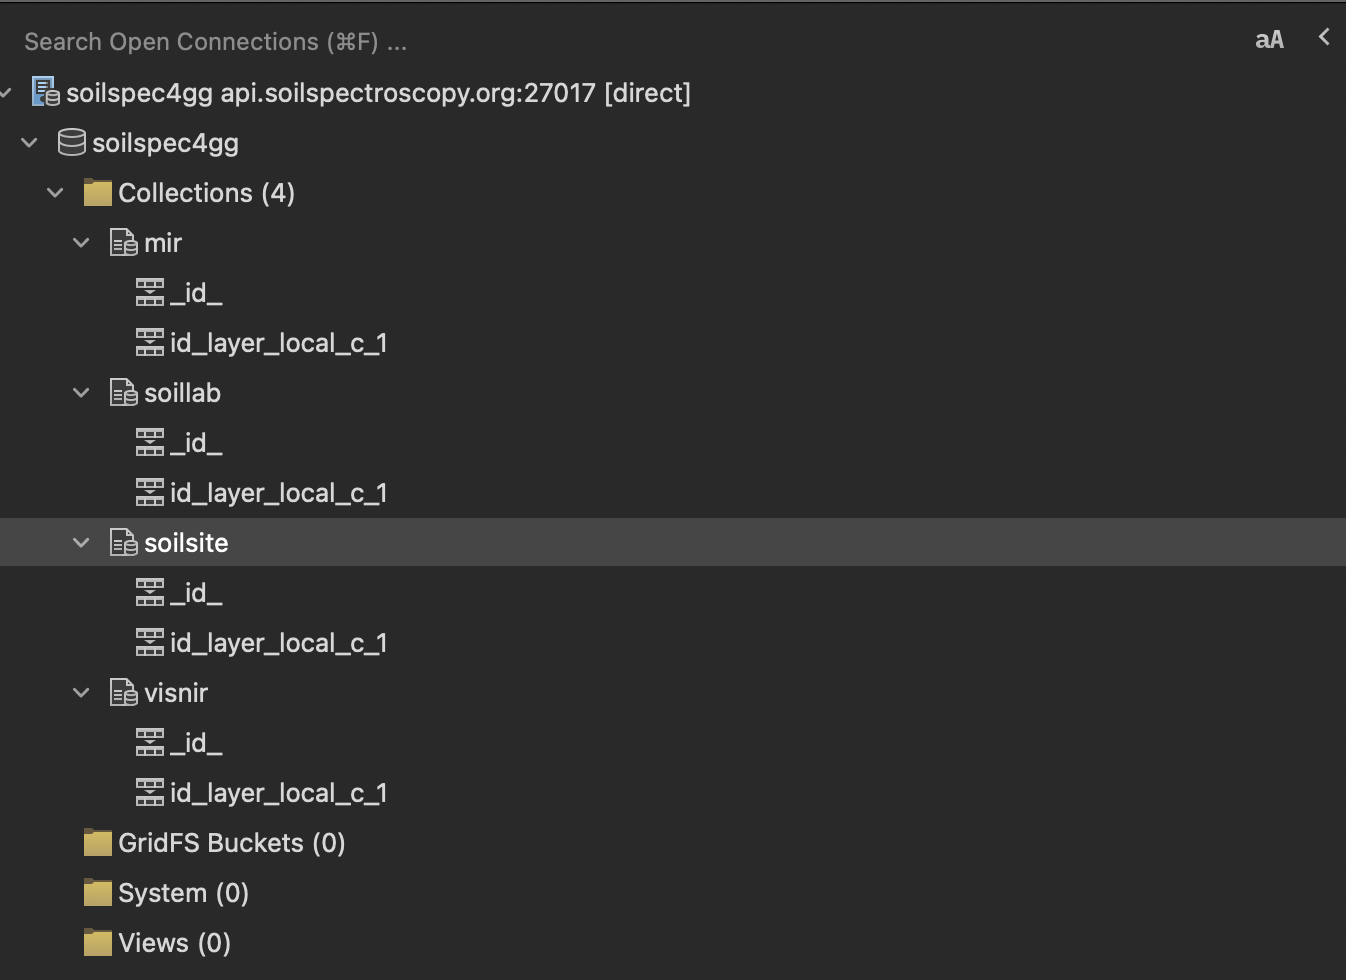 Search Open Connections (⌘F) ...
aA
soilspec4gg api.soilspectroscopy.org:27017 [direct]
soilspec4gg
Collections (4)
mir
_id_
id_layer_local_c_1
soillab
_id_
id_layer_local_c_1
soilsite
_id_
id_layer_local_c_1
visnir
_id_
id_layer_local_c_1
GridFS Buckets (0)
System (0)
Views (0)